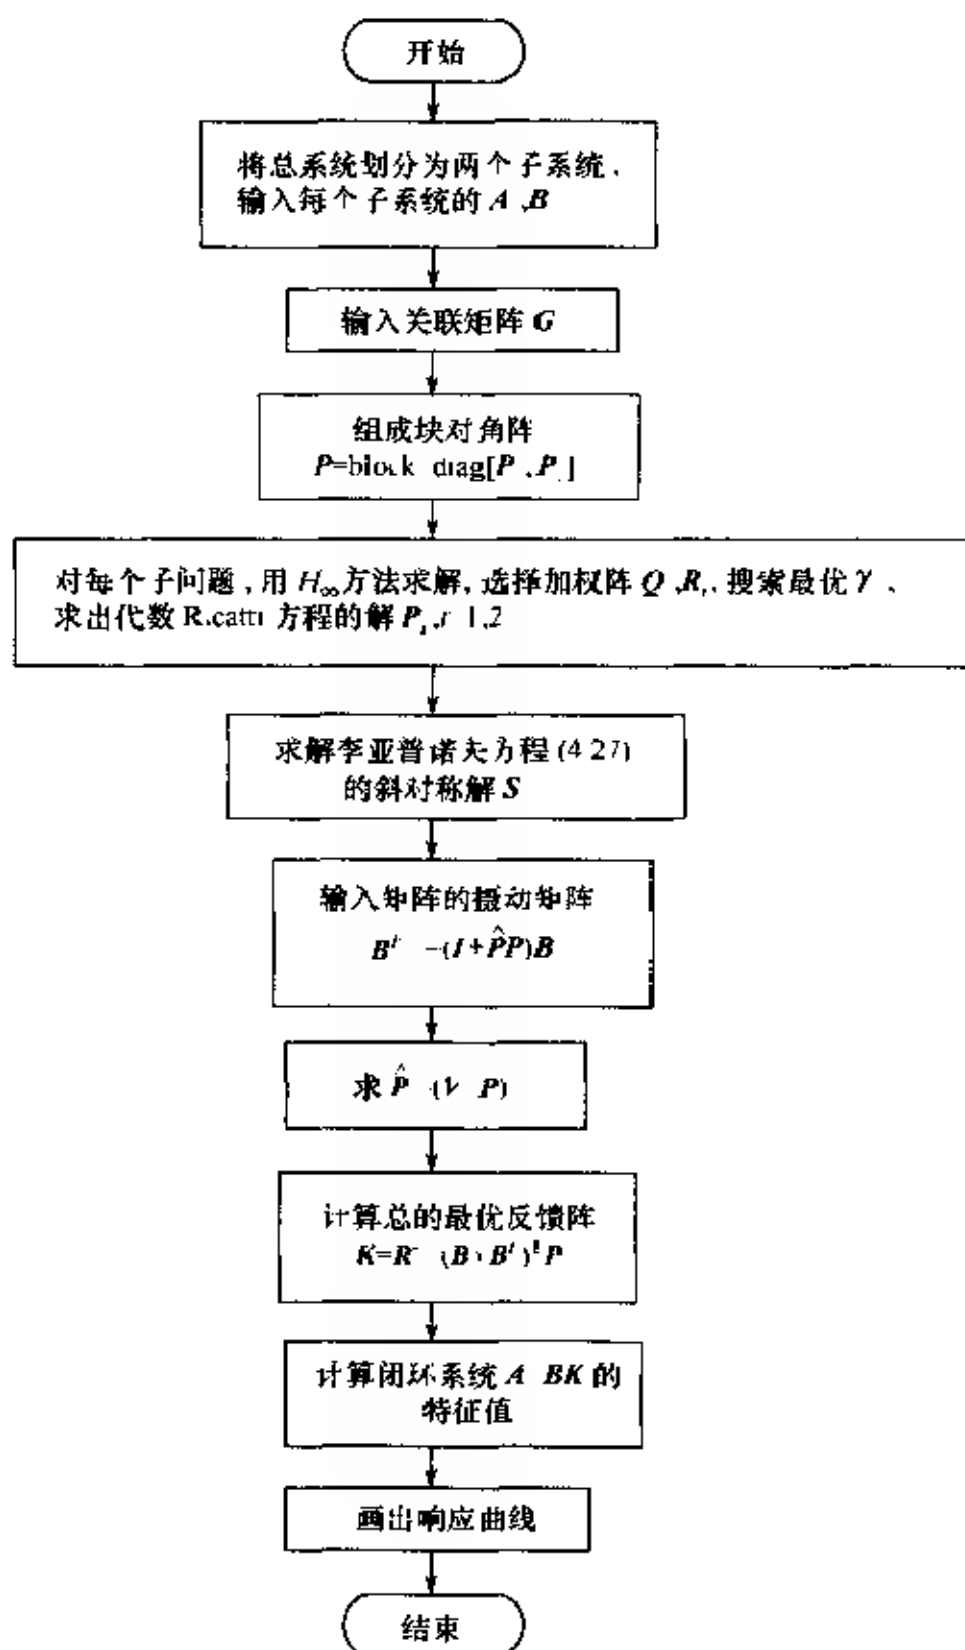 开始
将总系统划分为两个子系统,
输入每个子系统的 A ,B
输入关联矩阵 G
组成块对角阵
P=block diag[P ,P ]
对每个子问题,用 H∞方法求解,选择加权阵 Q ,R,,搜索最优 γ ,
求出代数 R.catti 方程的解 P
求解李亚普诺夫方程 (4 27)
的斜对称解 S
输入矩阵的摄动矩阵
(I+P̂P)B
求 P̂ P)
计算总的最优反馈阵
K=R
计算闭环系统 A BK 的
特征值
画出响应曲线
结束